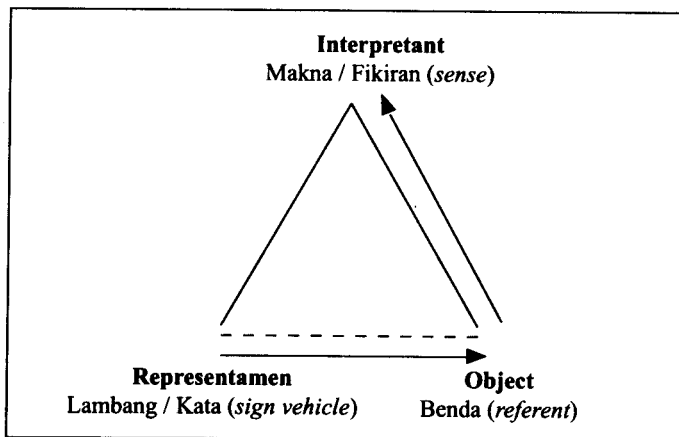 Interpretant
Makna / Fikiran (sense)
Representamen
Lambang / Kata (sign vehicle)
Object
Benda (referent)